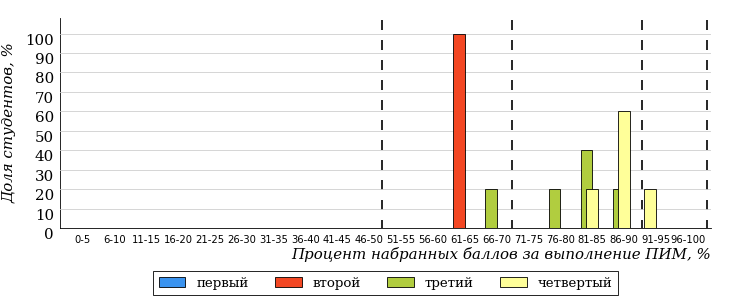 Доля студентов, %
100
90
80
70
60
50
40
30
20
10
0
0-5 6-10 11-15 16-20 21-25 26-30 31-35 36-40 41-45 46-50 51-55 56-60 61-65 66-70 71-75 76-80 81-85 86-90 91-95 96-100
Процент набранных баллов за выполнение ПИМ, %
первый второй третий четвертый